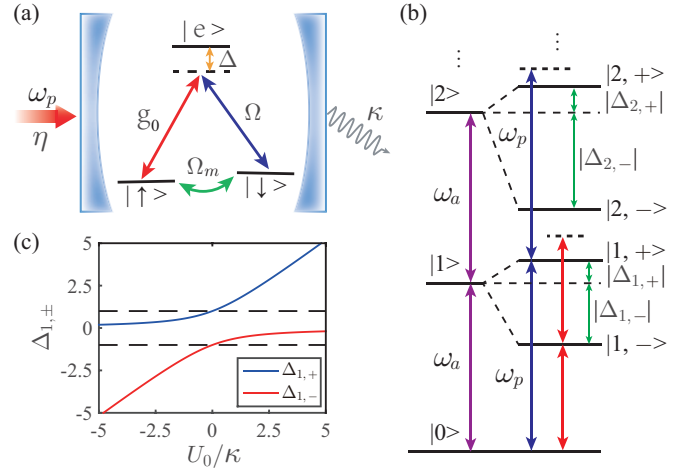 (a)
| e >
Δ
ω_p
η
g_0
Ω
κ
Ω_m
| ↑ >
| ↓ >
(b)
⋮
⋮
|2>
|2, +>
|Δ_{2,+}|
ω_p
|Δ_{2,−}|
ω_a
|2, −>
|1>
|1, +>
|Δ_{1,+}|
|Δ_{1,−}|
|1, −>
ω_a
ω_p
|0>
(c)
5
2.5
0
-2.5
-5
Δ_{1,±}
Δ_{1,+}
Δ_{1,−}
-5
-2.5
0
2.5
5
U_0/κ